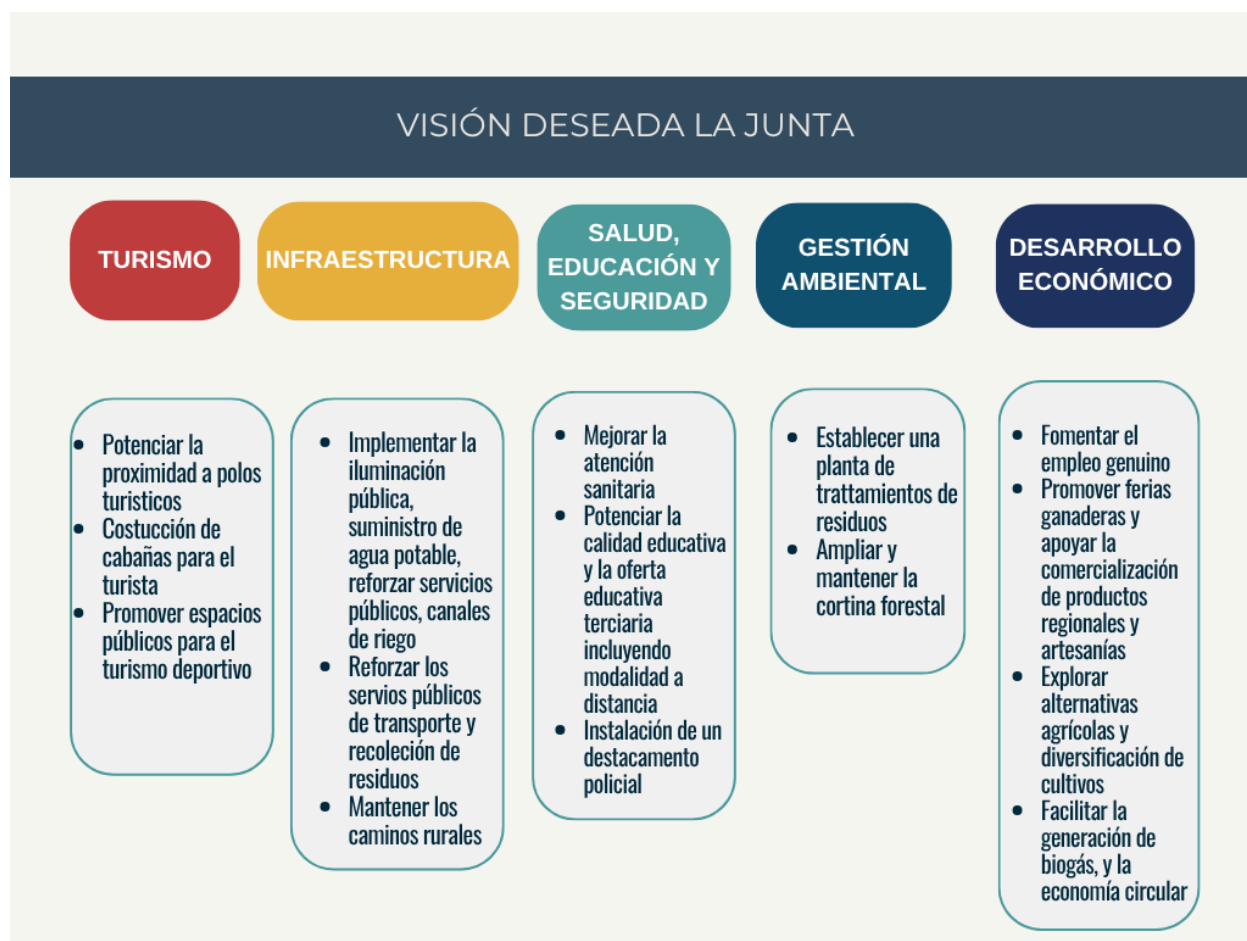 VISIÓN DESEADA LA JUNTA
TURISMO
INFRAESTRUCTURA
SALUD,
EDUCACIÓN Y
SEGURIDAD
GESTIÓN
AMBIENTAL
DESARROLLO
ECONÓMICO
• Potenciar la
proximidad a polos
turisticos
• Costucción de
cabañas para el
turista
• Promover espacios
públicos para el
turismo deportivo
• Implementar la
iluminación
pública,
suministro de
agua potable,
reforzar servicios
públicos, canales
de riego
• Reforzar los
servios públicos
de transporte y
recoleción de
residuos
• Mantener los
caminos rurales
• Mejorar la
atención
sanitaria
• Potenciar la
calidad educativa
y la oferta
educativa
terciaria
incluyendo
modalidad a
distancia
• Instalación de un
destacamento
policial
• Establecer una
planta de
trattamientos de
residuos
• Ampliar y
mantener la
cortina forestal
• Fomentar el
empleo genuino
• Promover ferias
ganaderas y
apoyar la
comercialización
de productos
regionales y
artesanías
• Explorar
alternativas
agrícolas y
diversificación de
cultivos
• Facilitar la
generación de
biogás, y la
economía circular